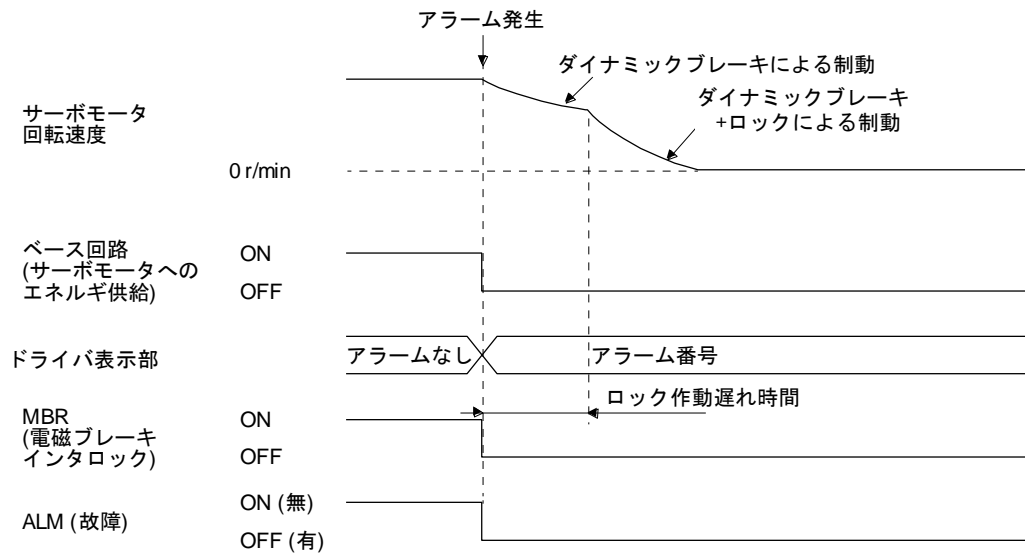 アラーム発生
ダイナミックブレーキによる制動
ダイナミックブレーキ
+ロックによる制動
サーボモータ
回転速度
0 r/min
ベース回路
(サーボモータへの
エネルギ供給)
ON
OFF
ドライバ表示部
アラームなし
アラーム番号
ロック作動遅れ時間
MBR
(電磁ブレーキ
インタロック)
ON
OFF
ALM (故障)
ON (無)
OFF (有)